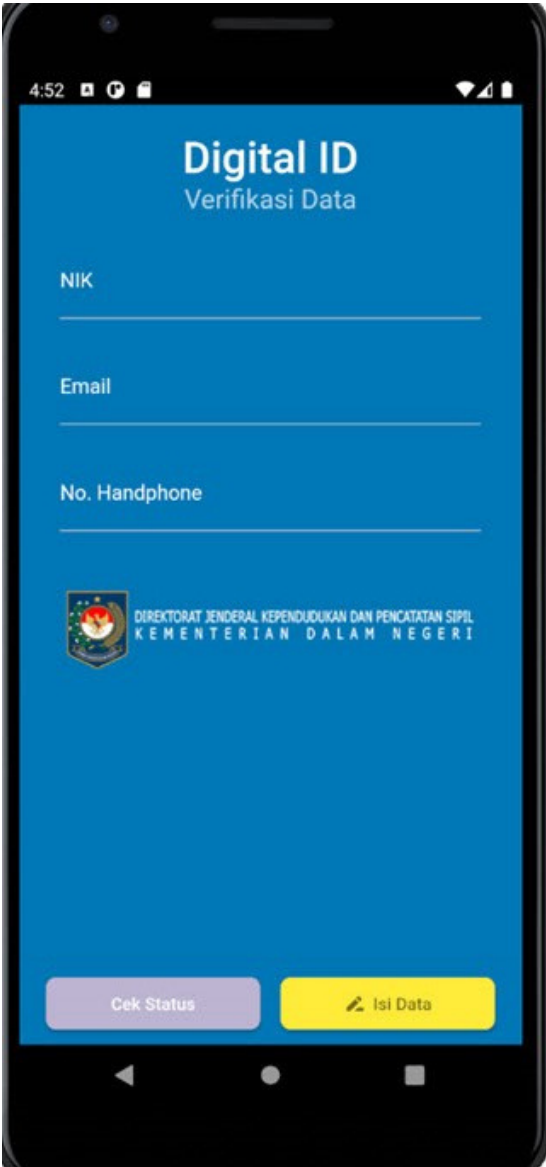 4:52
Digital ID
Verifikasi Data
NIK
Email
No. Handphone
DIREKTORAT JENDERAL KEPENDUDUKAN DAN PENCATATAN SIPIL
KEMENTERIAN DALAM NEGERI
Cek Status
Isi Data